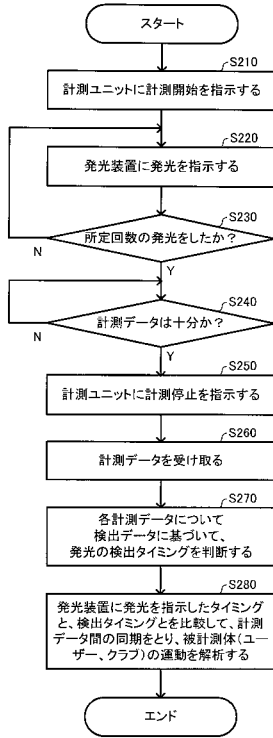 スタート
S210
計測ユニットに計測開始を指示する
S220
発光装置に発光を指示する
S230
所定回数の発光をしたか？
N
Y
S240
計測データは十分か？
N
Y
S250
計測ユニットに計測停止を指示する
S260
計測データを受け取る
S270
各計測データについて
検出データに基づいて、
発光の検出タイミングを判断する
S280
発光装置に発光を指示したタイミング
と、検出タイミングとを比較して、計測
データ間の同期をとり、被計測体（ユー
ザー、クラブ）の運動を解析する
エンド